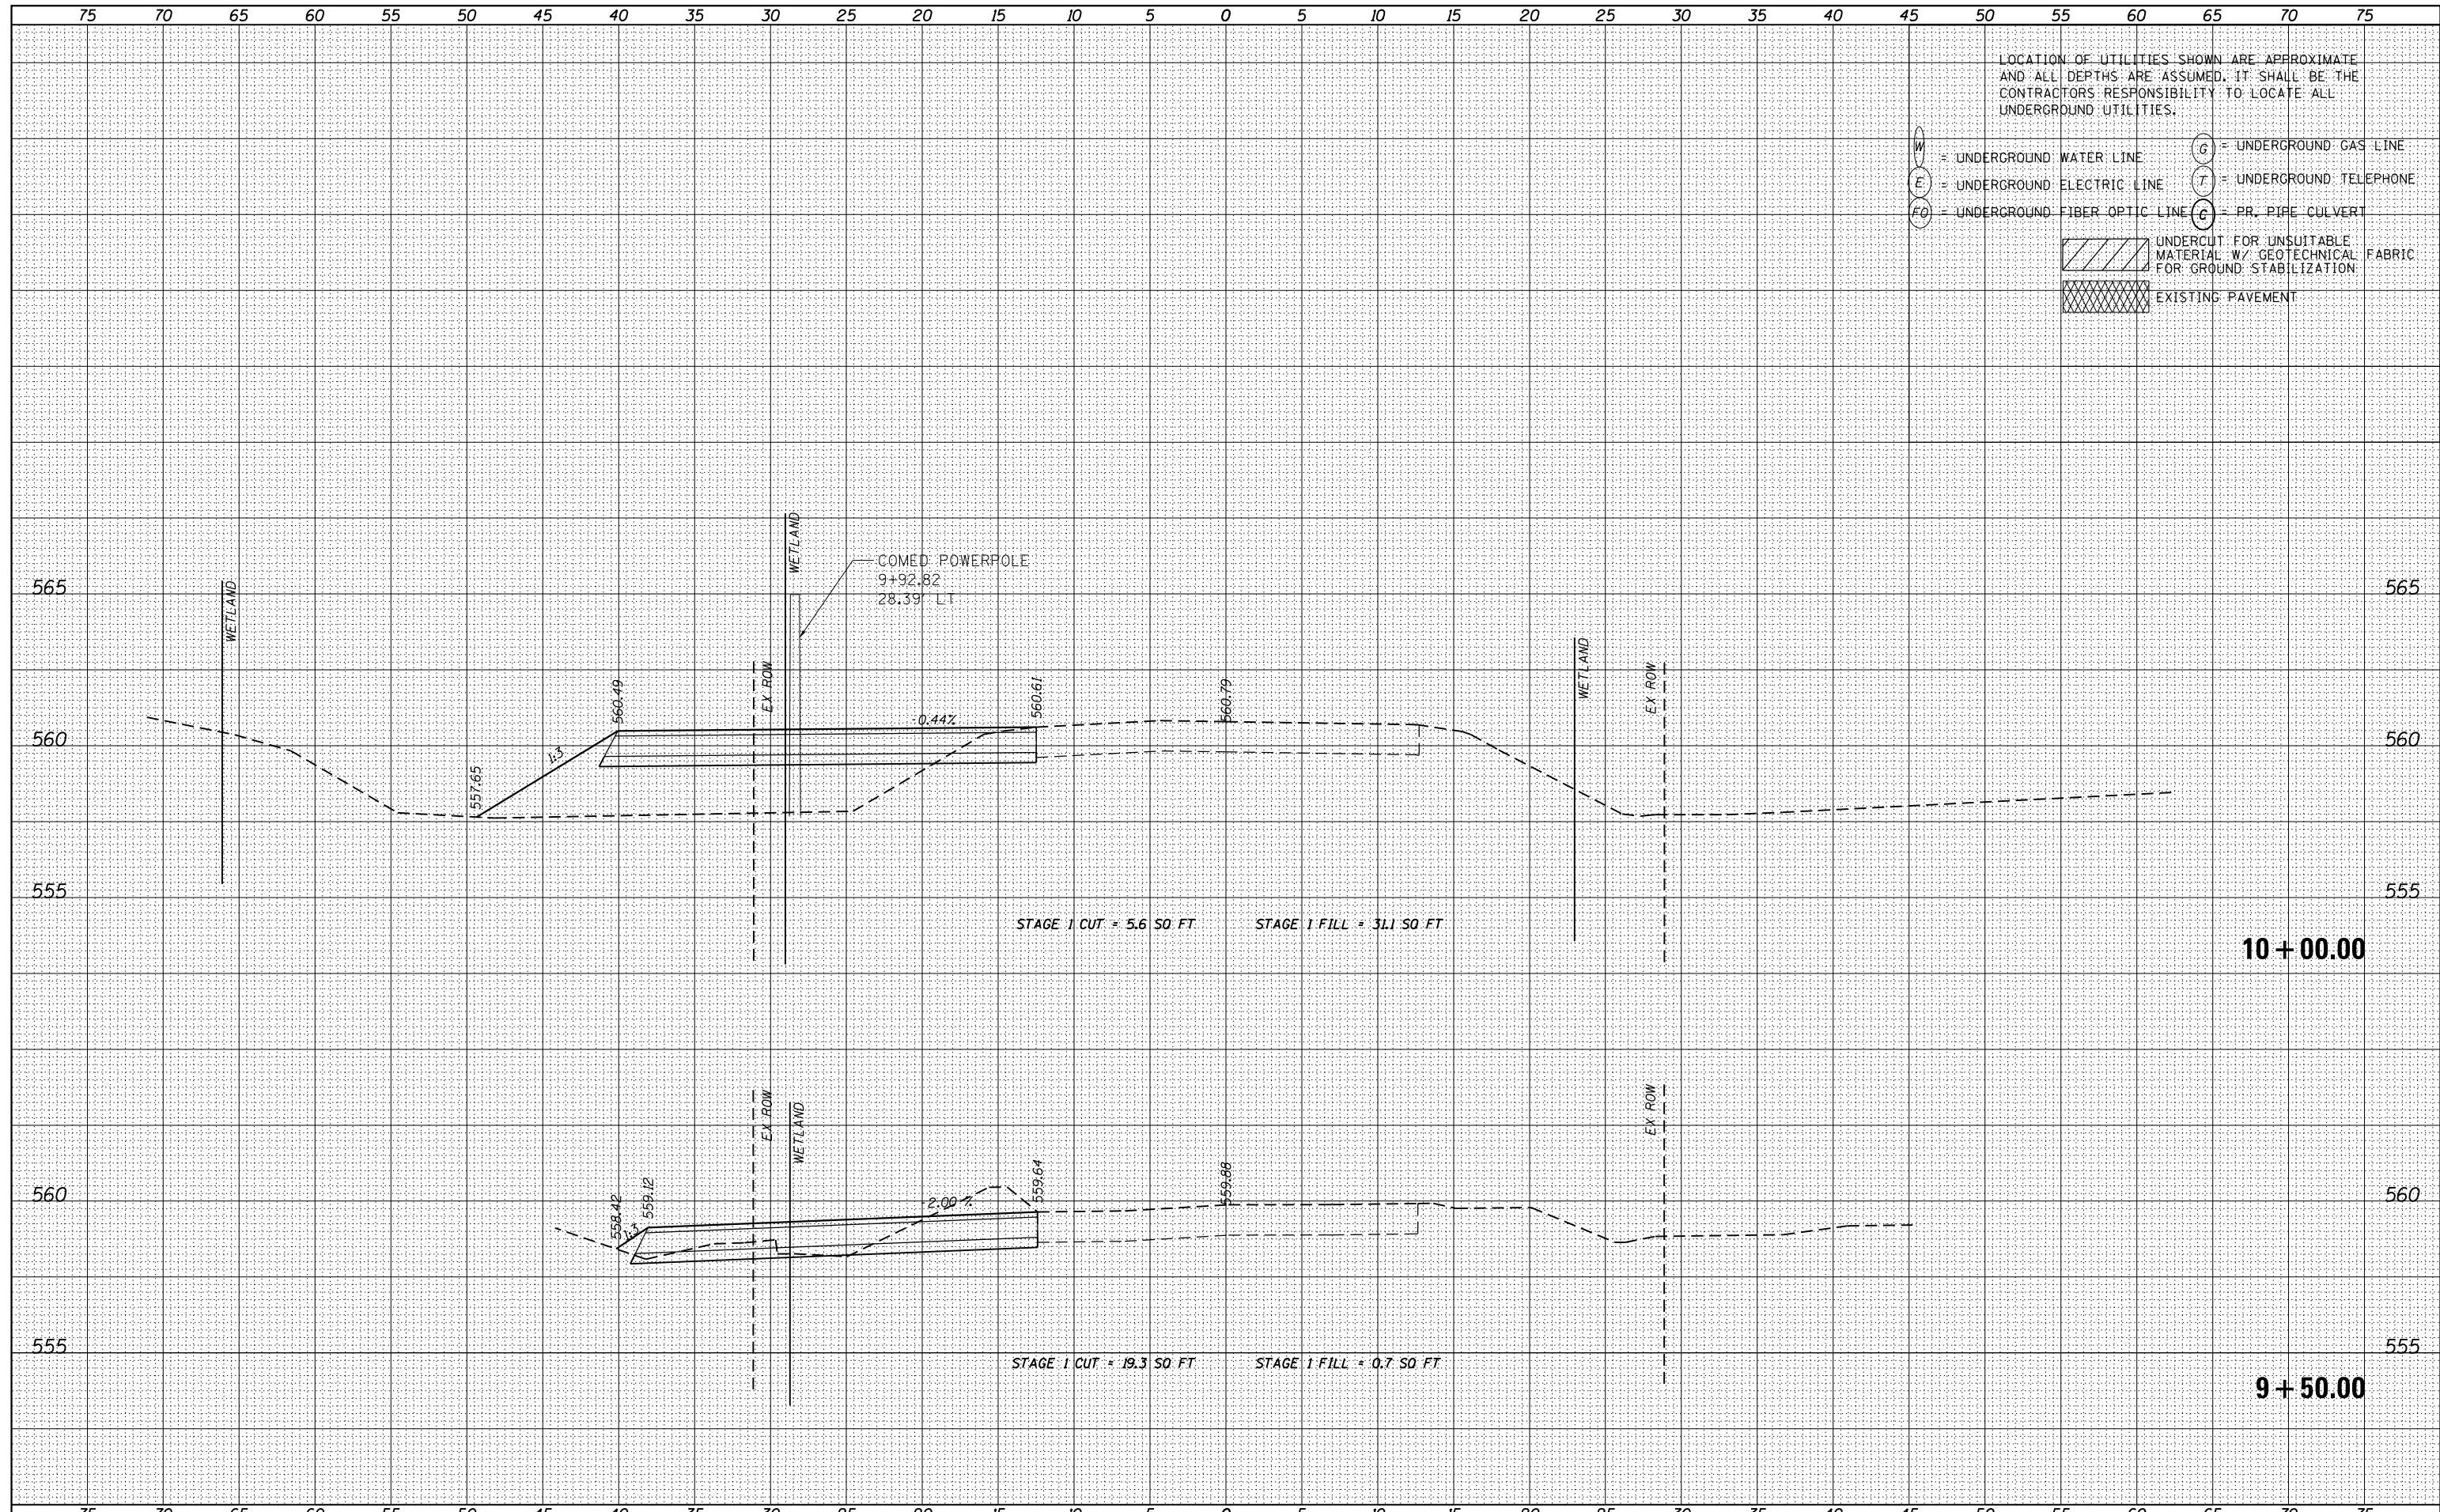 75 70 65 60 55 50 45 40 35 30 25 20 15 10 5 0 5 10 15 20 25 30 35 40 45 50 55 60 65 70 75
LOCATION OF UTILITIES SHOWN ARE APPROXIMATE
AND ALL DEPTHS ARE ASSUMED. IT SHALL BE THE
CONTRACTORS RESPONSIBILITY TO LOCATE ALL
UNDERGROUND UTILITIES.
W = UNDERGROUND WATER LINE
G = UNDERGROUND GAS LINE
E = UNDERGROUND ELECTRIC LINE
T = UNDERGROUND TELEPHONE
FO = UNDERGROUND FIBER OPTIC LINE
C = PR. PIPE CULVERT
UNDERCUT FOR UNSUITABLE
MATERIAL W/ GEOTECHNICAL FABRIC
FOR GROUND STABILIZATION
EXISTING PAVEMENT
WETLAND
COMED POWERPOLE
9+92.82
28.39' LT
565
WETLAND
565
WETLAND
560.49
EX ROW
560.61
560.79
EX ROW
-0.44%
560
1:3
560
557.65
555
555
STAGE 1 CUT = 5.6 SQ FT
STAGE 1 FILL = 31.1 SQ FT
10+00.00
EX ROW
WETLAND
EX ROW
560
558.42
559.12
1:3
-2.00%
559.64
559.88
560
555
555
STAGE 1 CUT = 19.3 SQ FT
STAGE 1 FILL = 0.7 SQ FT
9+50.00
75 70 65 60 55 50 45 40 35 30 25 20 15 10 5 0 5 10 15 20 25 30 35 40 45 50 55 60 65 70 75